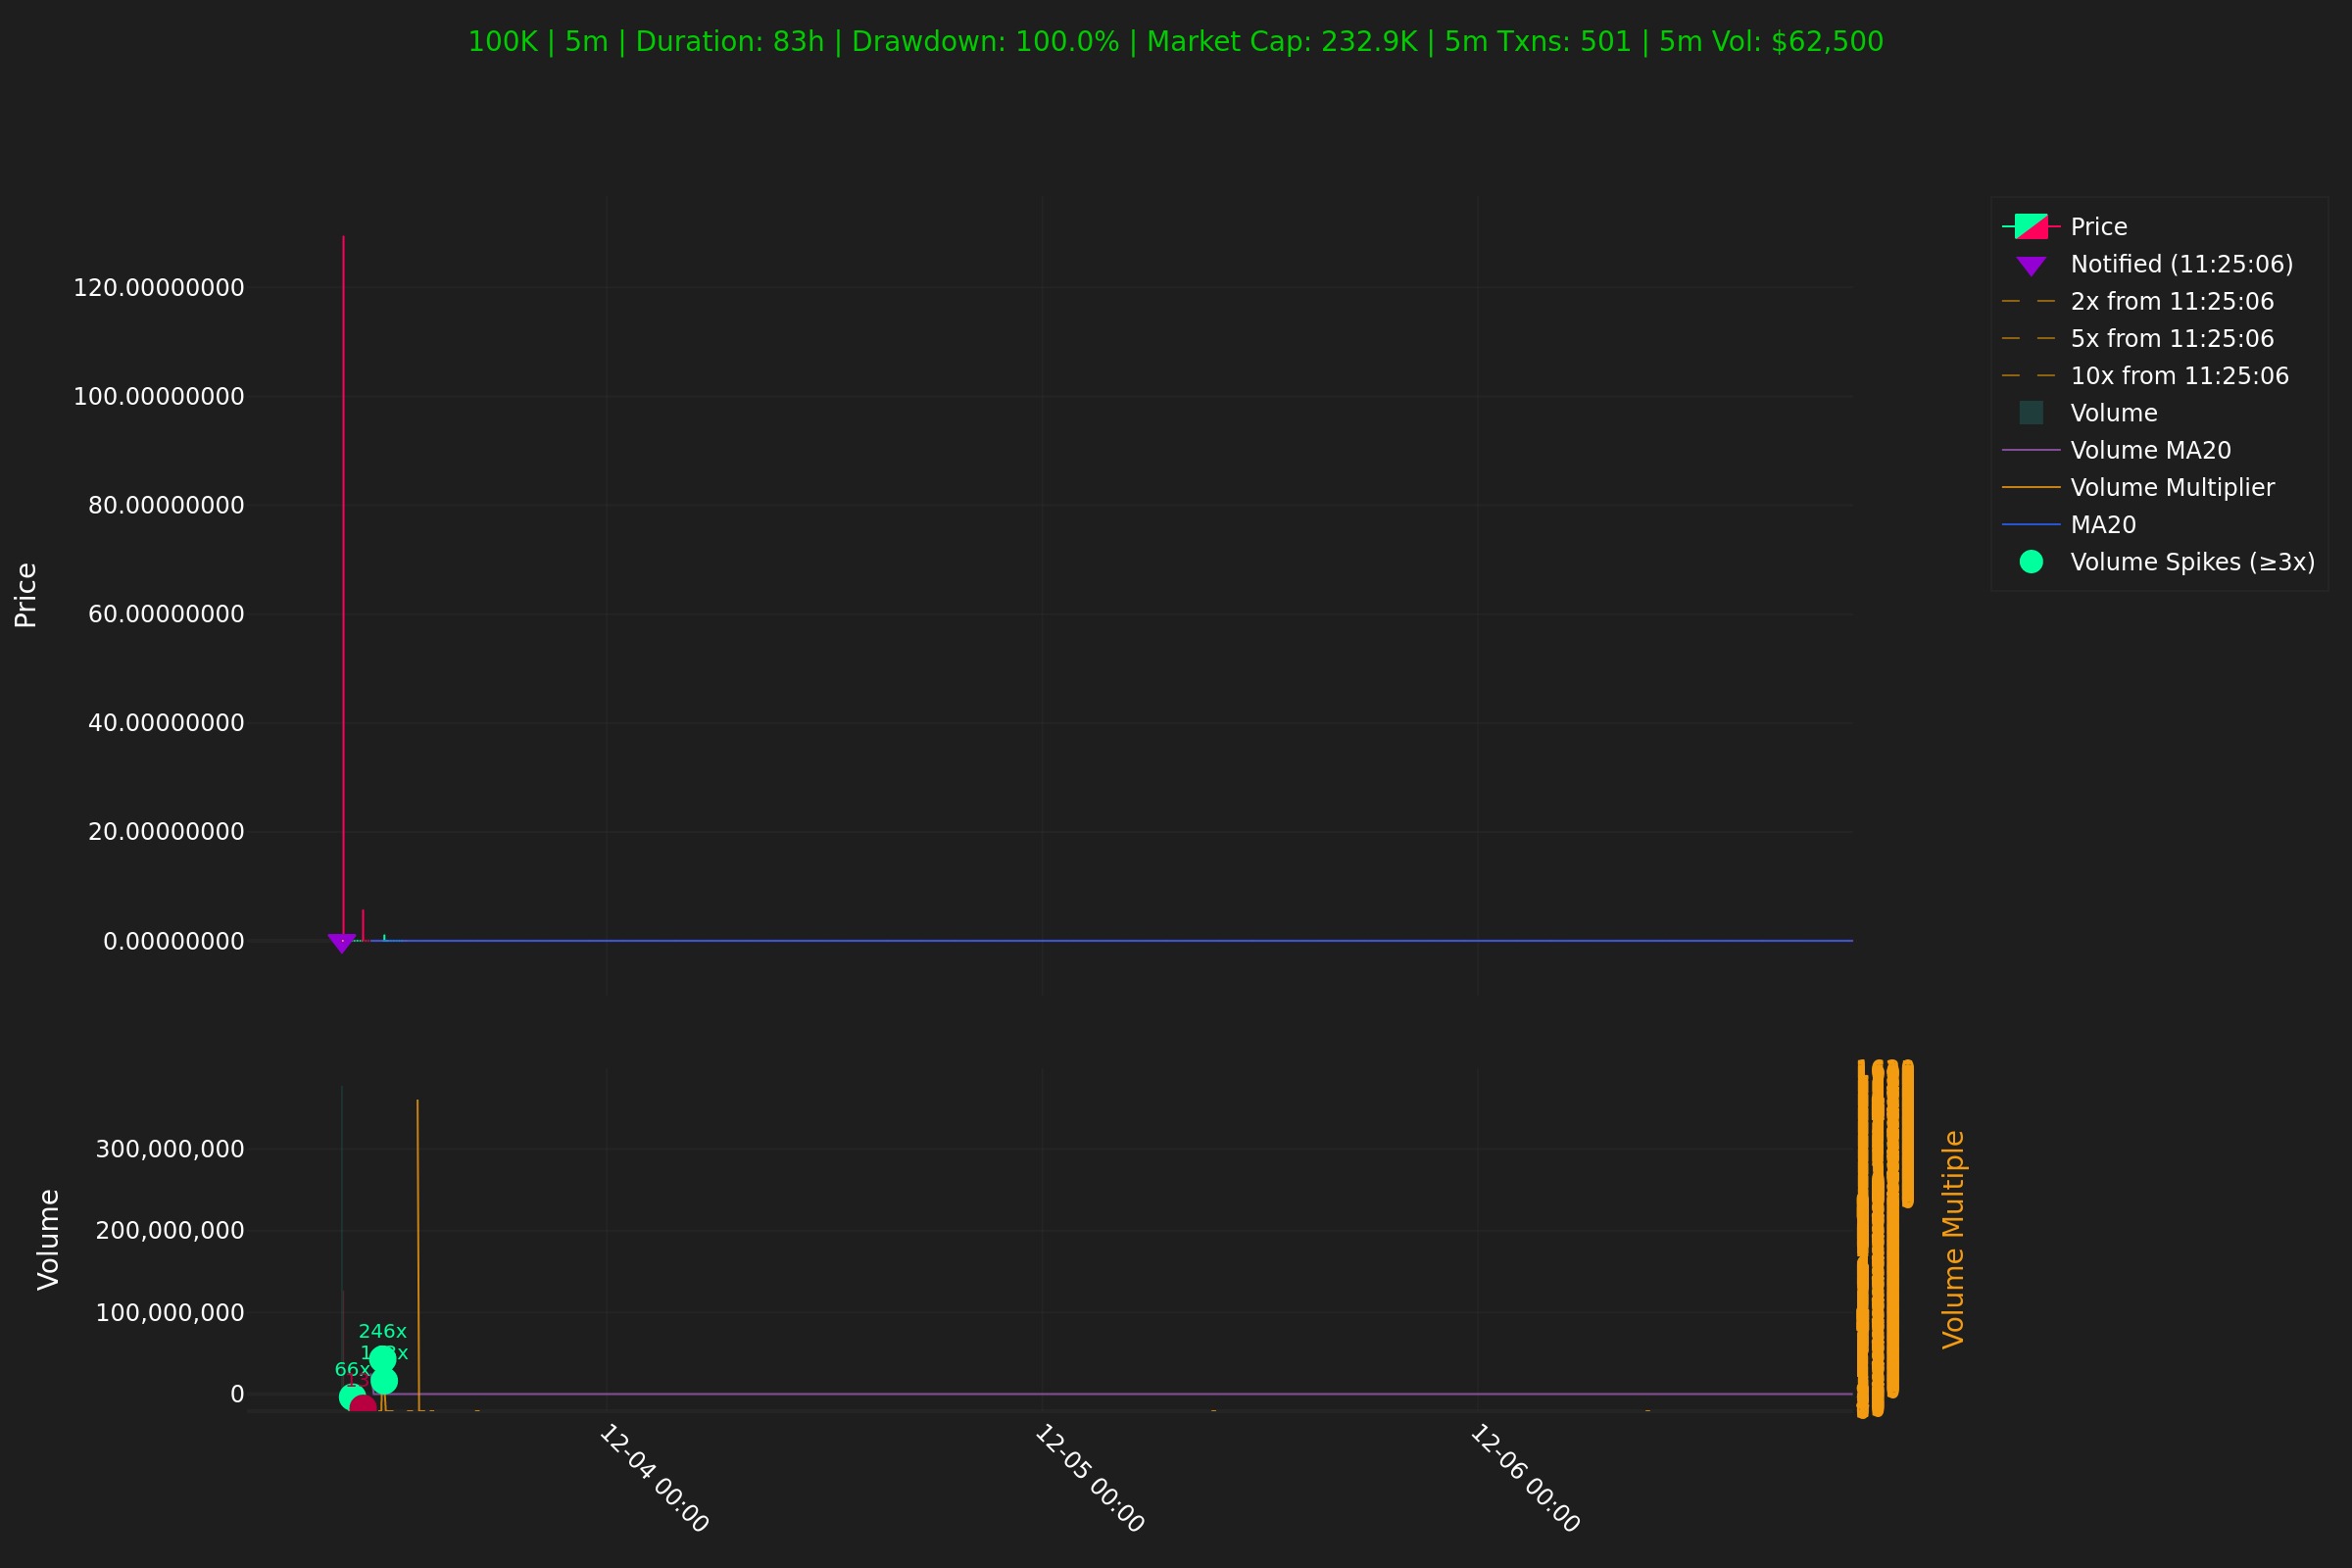 100K | 5m | Duration: 83h | Drawdown: 100.0% | Market Cap: 232.9K | 5m Txns: 501 | 5m Vol: $62,500
Price
120.00000000
100.00000000
80.00000000
60.00000000
40.00000000
20.00000000
0.00000000
Price
Notified (11:25:06)
2x from 11:25:06
5x from 11:25:06
10x from 11:25:06
Volume
Volume MA20
Volume Multiplier
MA20
Volume Spikes (≥3x)
Volume
300,000,000
200,000,000
100,000,000
0
246x
66x
Volume Multiple
12-04 00:00
12-05 00:00
12-06 00:00